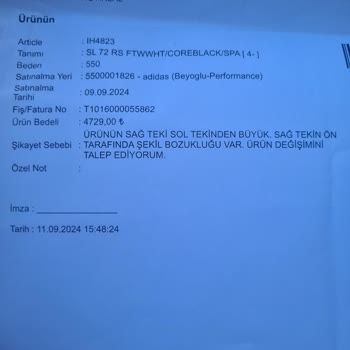 Ürünün
Article : IH4823
Tanımı : SL 72 RS FTWWHT/COREBLACK/SPA [ 4- ]
Beden : 550
Satınalma Yeri : 5500001826 - adidas (Beyoglu-Performance)
Satınalma
Tarihi : 09.09.2024
Fiş/Fatura No : T1016000055862
Ürün Bedeli : 4729,00 ₺
ÜRÜNÜN SAĞ TEKİ SOL TEKİNDEN BÜYÜK. SAĞ TEKİN ÖN
Şikayet Sebebi : TARAFINDA ŞEKİL BOZUKLUĞU VAR. ÜRÜN DEĞİŞİMİNİ
TALEP EDİYORUM.
Özel Not :
İmza : ________________
Tarih : 11.09.2024 15:48:24